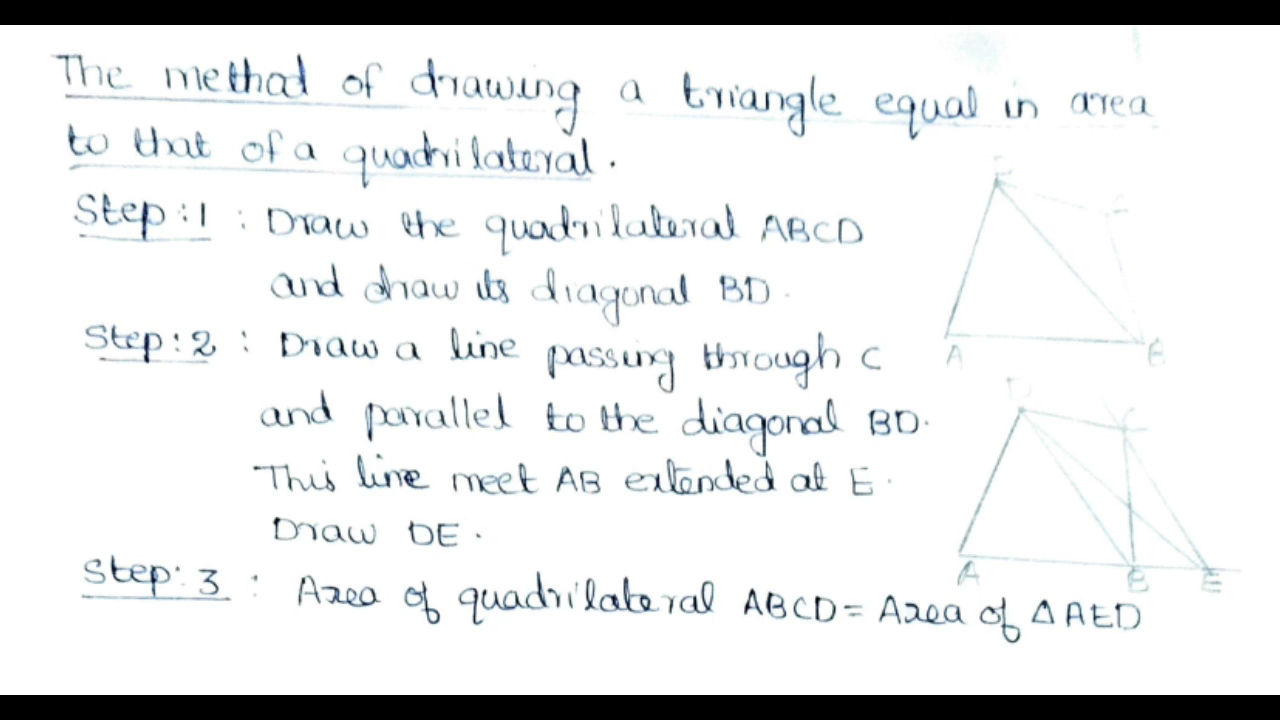 The method of drawing a triangle equal in area
to that of a quadrilateral.
Step:1 : Draw the quadrilateral ABCD
and draw its diagonal BD.
Step:2 : Draw a line passing through C
and parallel to the diagonal BD.
This line meet AB extended at E.
Draw DE.
Step:3 : Area of quadrilateral ABCD = Area of △AED
D
C
A
B
D
C
A
B
E